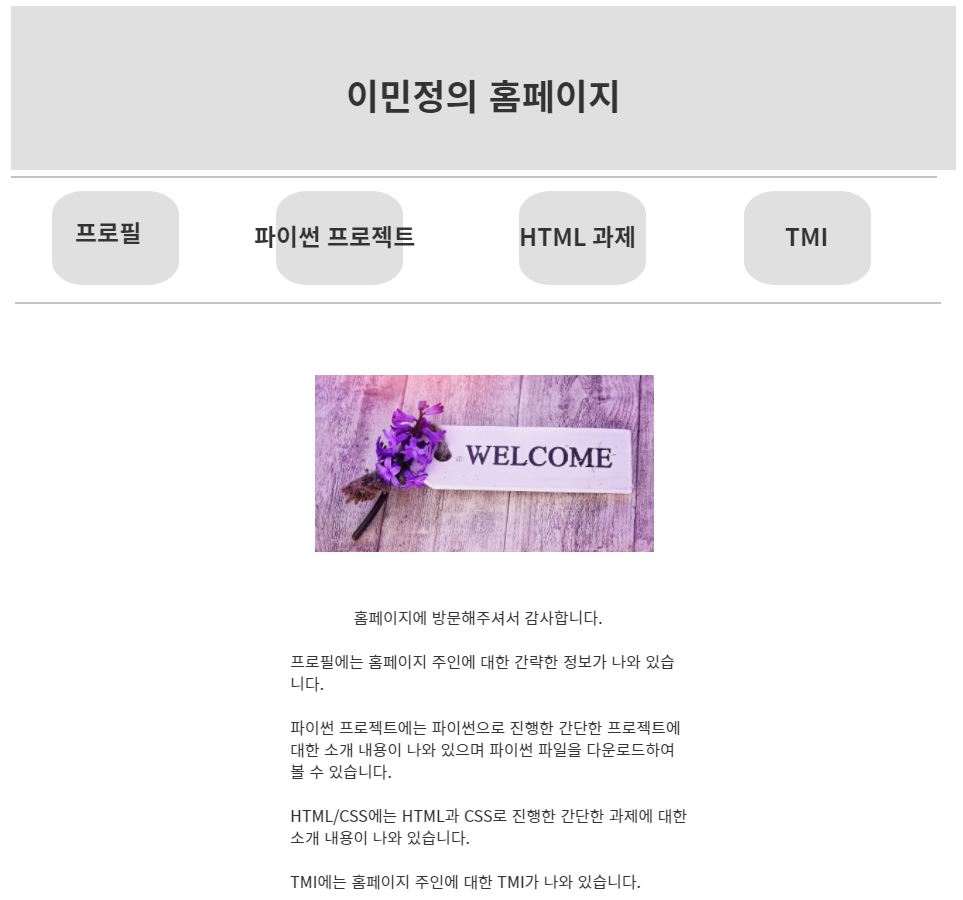 이민정의 홈페이지
프로필
파이썬 프로젝트
HTML 과제
TMI
WELCOME
홈페이지에 방문해주셔서 감사합니다.
프로필에는 홈페이지 주인에 대한 간략한 정보가 나와 있습
니다.
파이썬 프로젝트에는 파이썬으로 진행한 간단한 프로젝트에
대한 소개 내용이 나와 있으며 파이썬 파일을 다운로드하여
볼 수 있습니다.
HTML/CSS에는 HTML과 CSS로 진행한 간단한 과제에 대한
소개 내용이 나와 있습니다.
TMI에는 홈페이지 주인에 대한 TMI가 나와 있습니다.